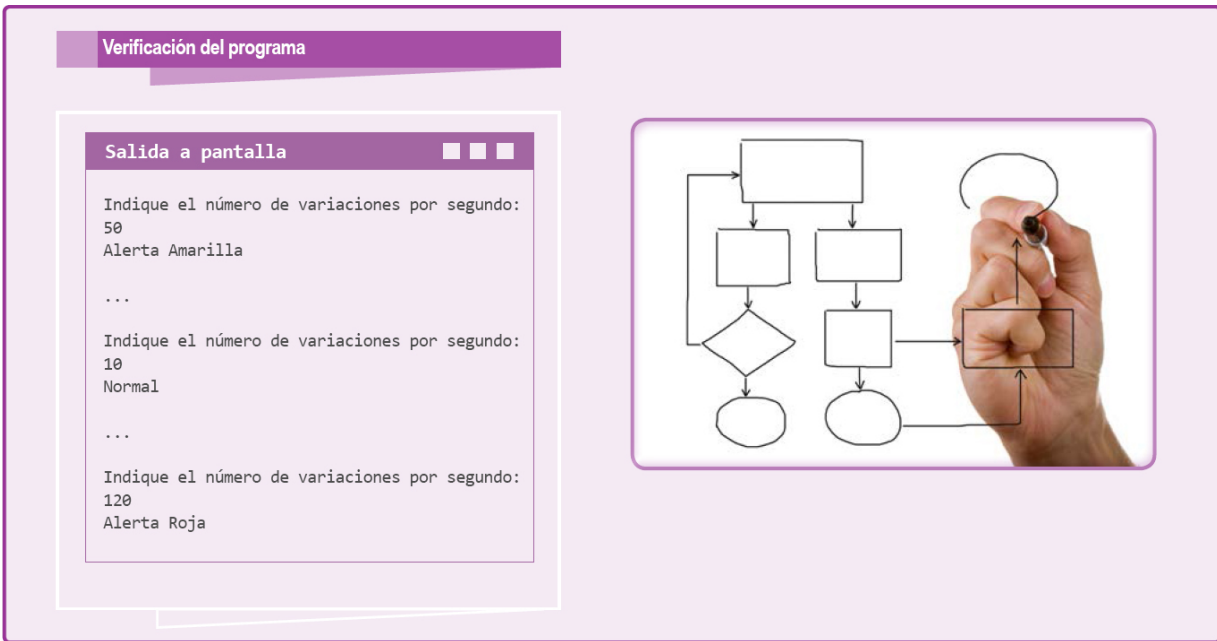 Verificación del programa
Salida a pantalla
Indique el número de variaciones por segundo:
50
Alerta Amarilla
...
Indique el número de variaciones por segundo:
10
Normal
...
Indique el número de variaciones por segundo:
120
Alerta Roja